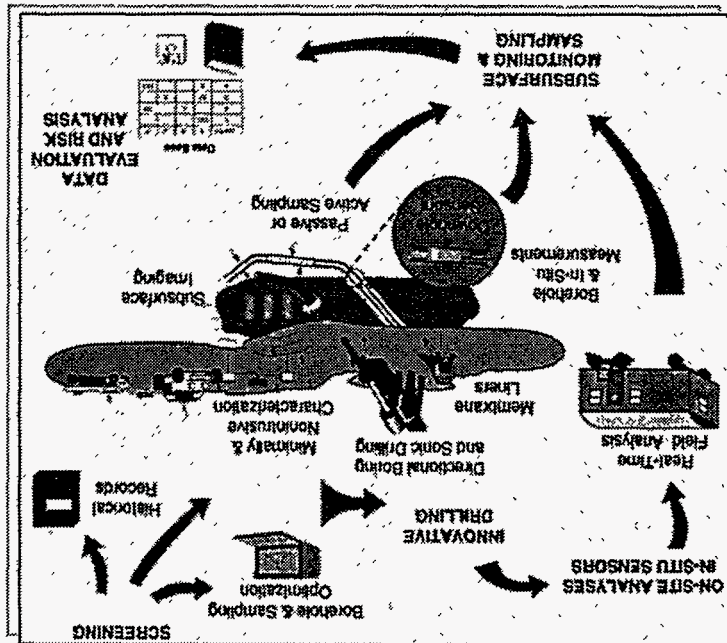 SCREENING
Historical
Records
Borehole & Sampling
Optimization
INNOVATIVE
DRILLING
ON-SITE ANALYSES
IN-SITU SENSORS
Minimally &
Nonintrusive
Characterization
Directional Boring
and Sonic Drilling
Membrane
Liners
Real-Time
Field Analysis
Subsurface
Imaging
Borehole
& In-Situ
Measurements
Downhole
Sensors
Passive or
Active Sampling
DATA
EVALUATION
AND RISK
ANALYSIS
Data Base
SUBSURFACE
MONITORING &
SAMPLING